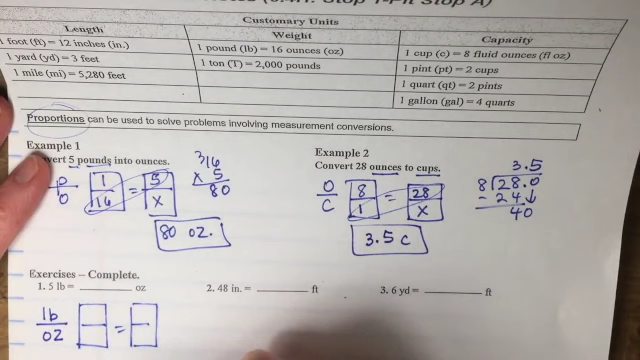 Customary Units
Length Weight Capacity
1 foot (ft) = 12 inches (in.) 1 pound (lb) = 16 ounces (oz) 1 cup (c) = 8 fluid ounces (fl oz)
1 yard (yd) = 3 feet 1 ton (T) = 2,000 pounds 1 pint (pt) = 2 cups
1 mile (mi) = 5,280 feet 1 quart (qt) = 2 pints
1 gallon (gal) = 4 quarts
Proportions can be used to solve problems involving measurement conversions.
Example 1
5 pounds into ounces.
1 = 5
16 X
316
x 5
80
80 oz.
Example 2
Convert 28 ounces to cups.
O 8 = 28
C 1 X
3.5
8 28.0
- 24
40
3.5 c
Exercises – Complete.
1. 5 lb = ________ oz 2. 48 in. = ________ ft 3. 6 yd = ________ ft
lb =
oz